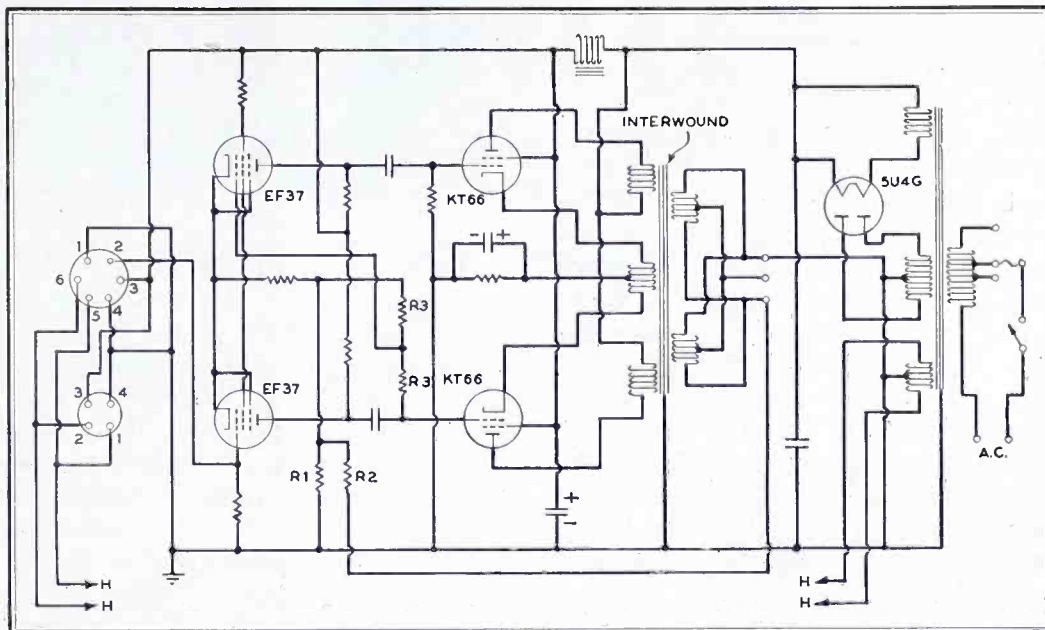 INTERWOUND
5U4G
EF37
KT66
1 2
6 3
5 4
R3
3 4
EF37
R3
KT66
2 1
R1 R2
+
-
- +
A.C.
H
H
H
H